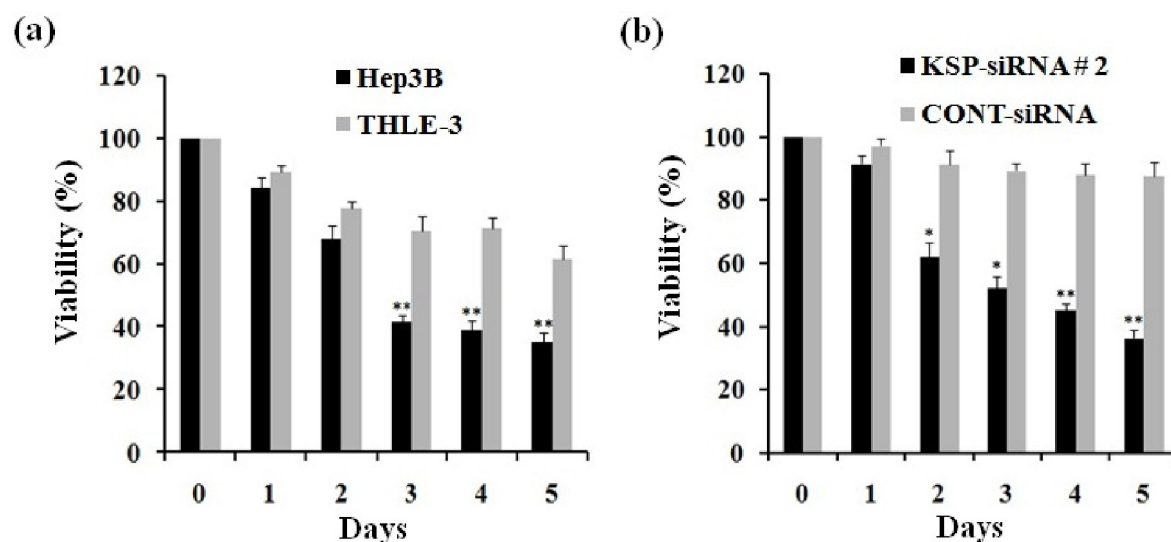 (a)
Hep3B
THLE-3
Viability (%)
120
100
80
60
40
20
0
** ** **
0 1 2 3 4 5
Days
(b)
KSP-siRNA # 2
CONT-siRNA
Viability (%)
120
100
80
60
40
20
0
* * ** **
0 1 2 3 4 5
Days